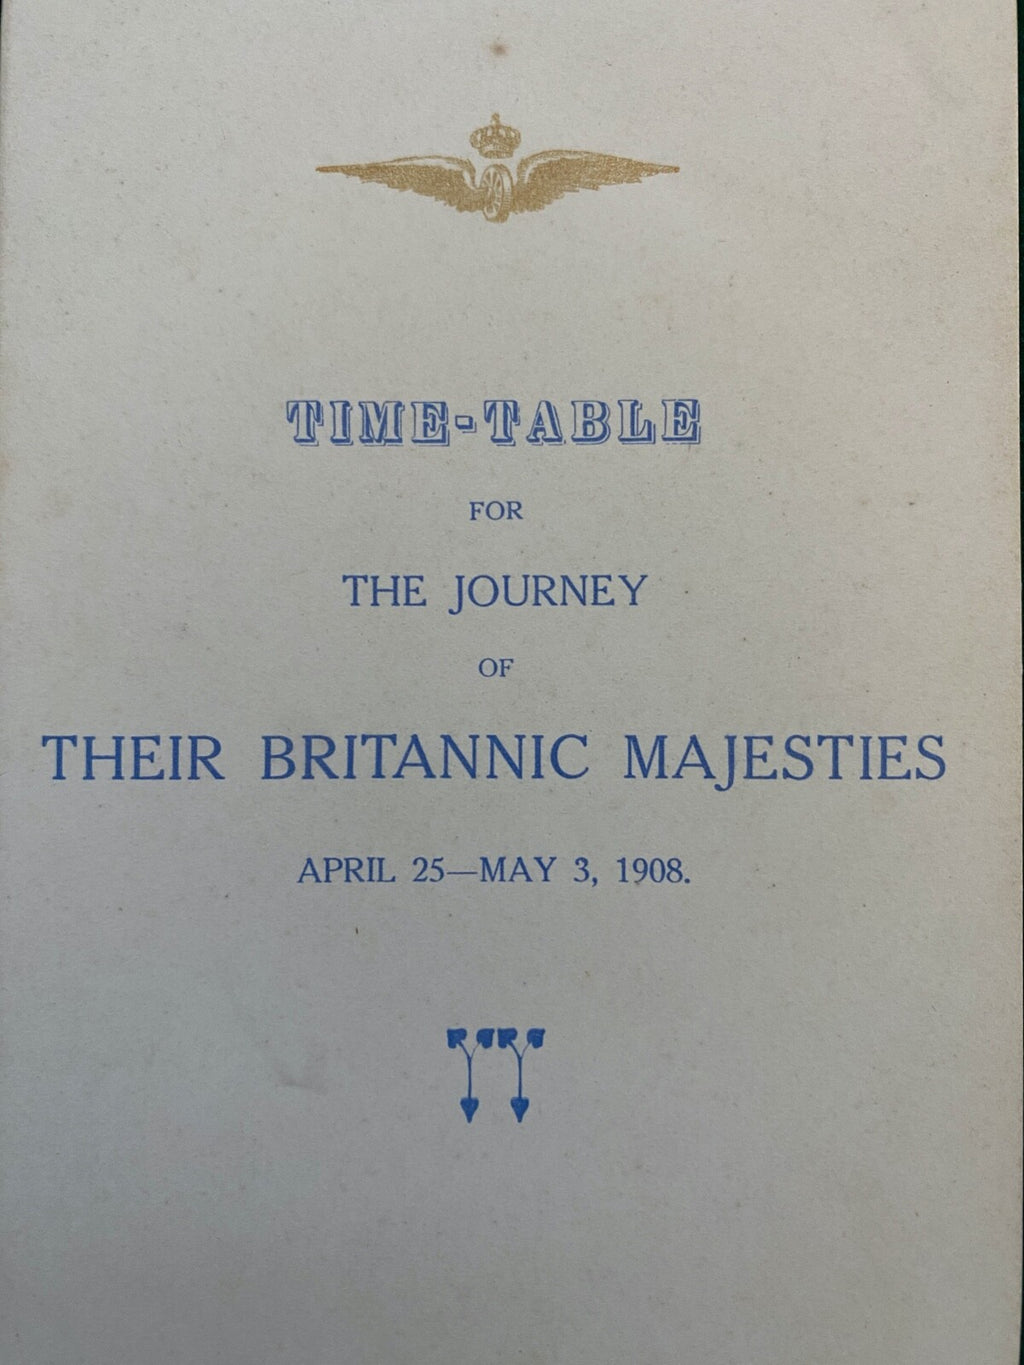 TIME-TABLE
FOR
THE JOURNEY
OF
THEIR BRITANNIC MAJESTIES
APRIL 25—MAY 3, 1908.